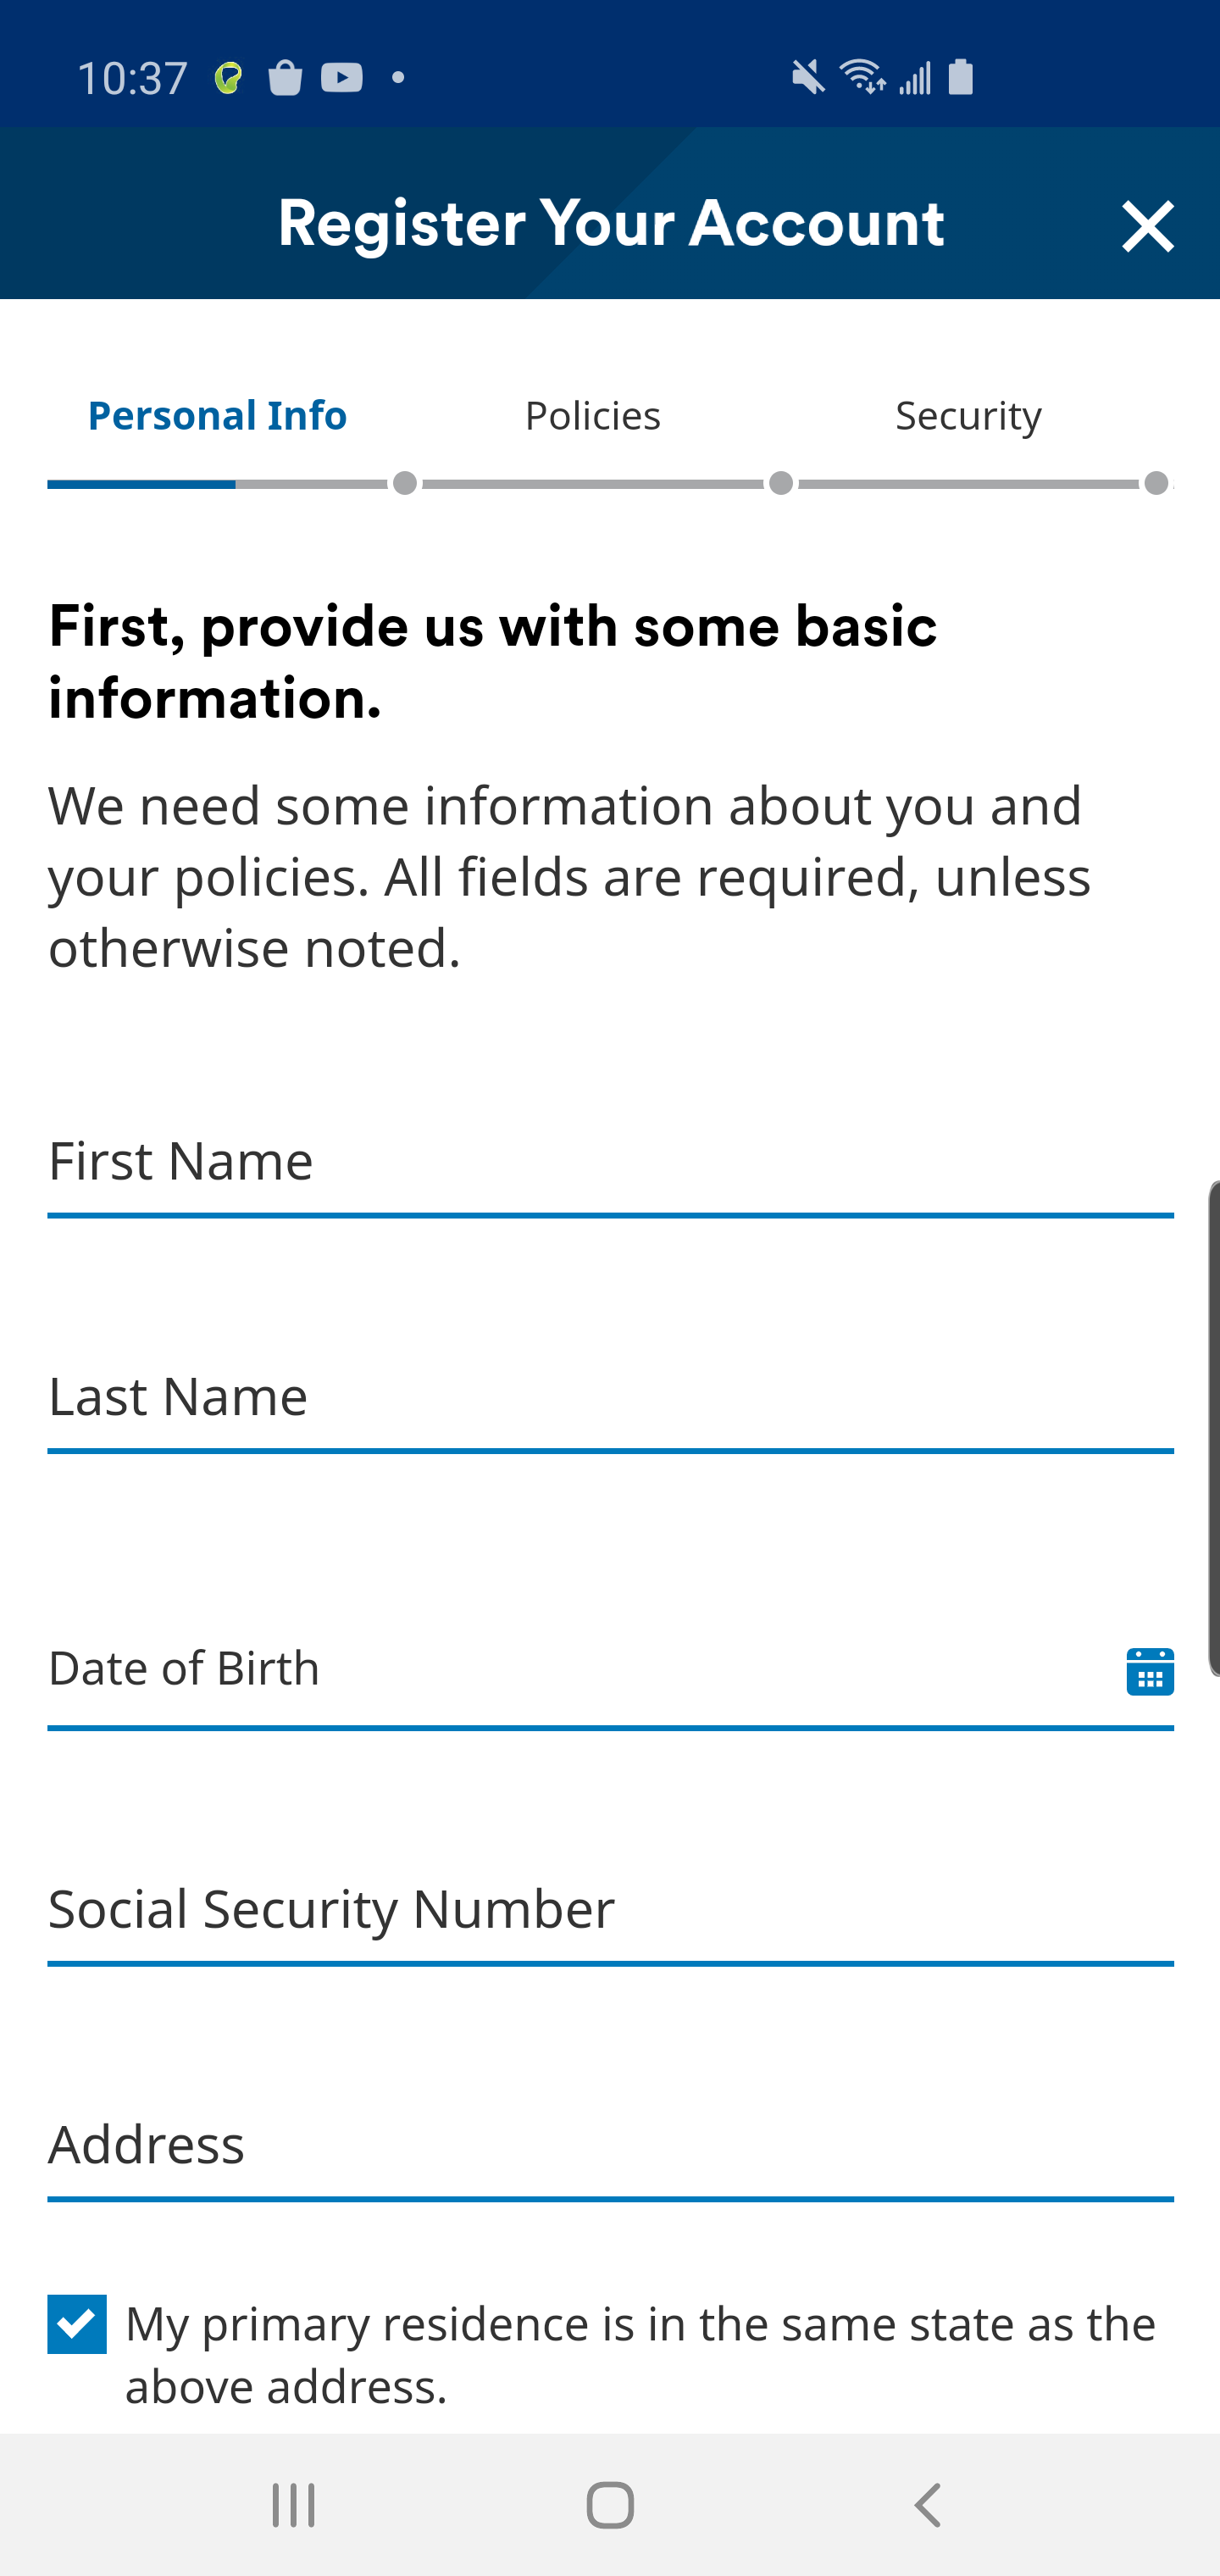 10:37
Register Your Account
Personal Info Policies Security
First, provide us with some basic
information.
We need some information about you and
your policies. All fields are required, unless
otherwise noted.
First Name
Last Name
Date of Birth
Social Security Number
Address
My primary residence is in the same state as the
above address.